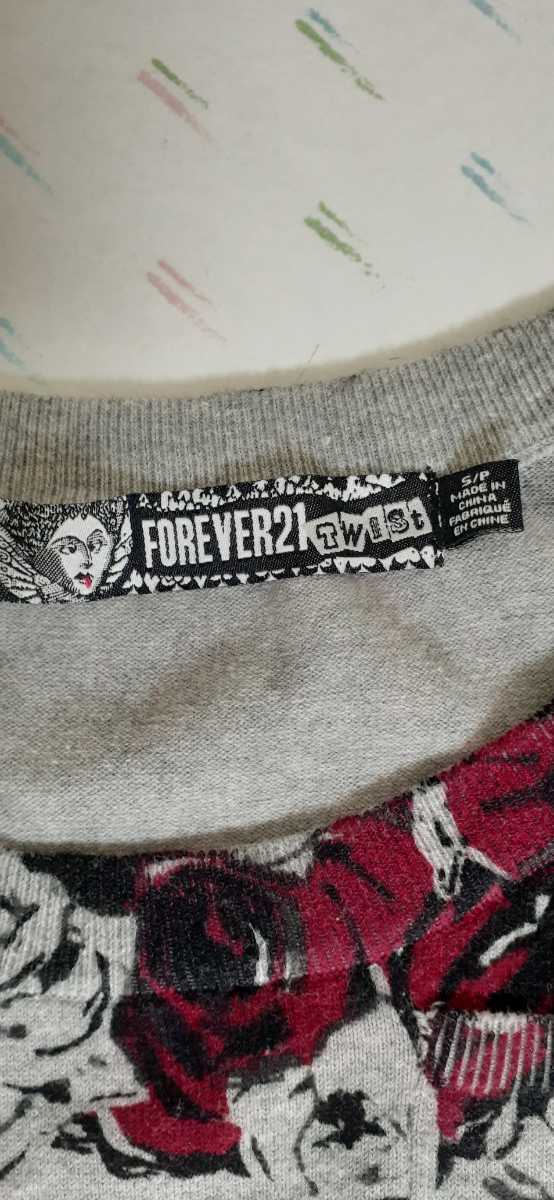 FOREVER21 TWISt
S/P
MADE IN
CHINA
FABRIQUÉ
EN CHINE